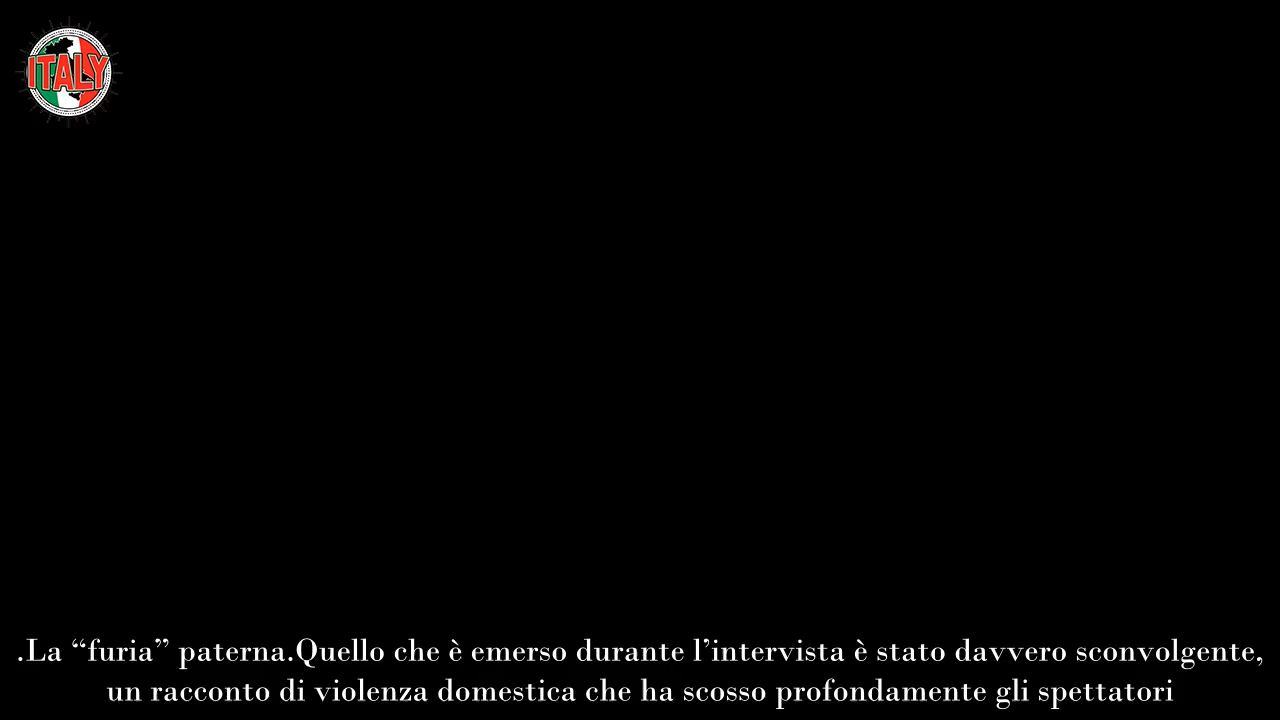 ITALY
.La “furia” paterna.Quello che è emerso durante l’intervista è stato davvero sconvolgente,
un racconto di violenza domestica che ha scosso profondamente gli spettatori